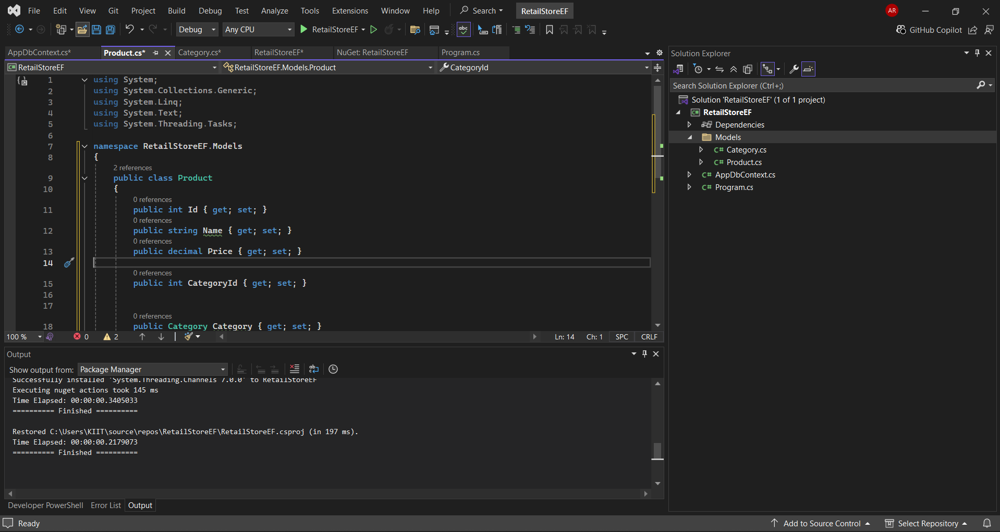 File Edit View Git Project Build Debug Test Analyze Tools Extensions Window Help Search RetailStoreEF AR
Debug Any CPU RetailStoreEF GitHub Copilot
AppDbContext.cs* Product.cs* Category.cs* RetailStoreEF* NuGet: RetailStoreEF Program.cs
RetailStoreEF RetailStoreEF.Models.Product CategoryId
1 using System;
2 using System.Collections.Generic;
3 using System.Linq;
4 using System.Text;
5 using System.Threading.Tasks;
6
7 namespace RetailStoreEF.Models
8 {
2 references
9 public class Product
10 {
0 references
11 public int Id { get; set; }
0 references
12 public string Name { get; set; }
0 references
13 public decimal Price { get; set; }
14
0 references
15 public int CategoryId { get; set; }
16
17
0 references
18 public Category Category { get; set; }
100 % 0 2 Ln: 14 Ch: 1 SPC CRLF
Output
Show output from: Package Manager
Successfully installed 'System.Threading.Channels 7.0.0' to RetailStoreEF
Executing nuget actions took 145 ms
Time Elapsed: 00:00:00.3405033
========== Finished ==========
Restored C:\Users\KIIT\source\repos\RetailStoreEF\RetailStoreEF.csproj (in 197 ms).
Time Elapsed: 00:00:00.2179073
========== Finished ==========
Developer PowerShell Error List Output
Solution Explorer
Search Solution Explorer (Ctrl+;)
Solution 'RetailStoreEF' (1 of 1 project)
C# RetailStoreEF
Dependencies
Models
C# Category.cs
C# Product.cs
C# AppDbContext.cs
C# Program.cs
Ready Add to Source Control Select Repository